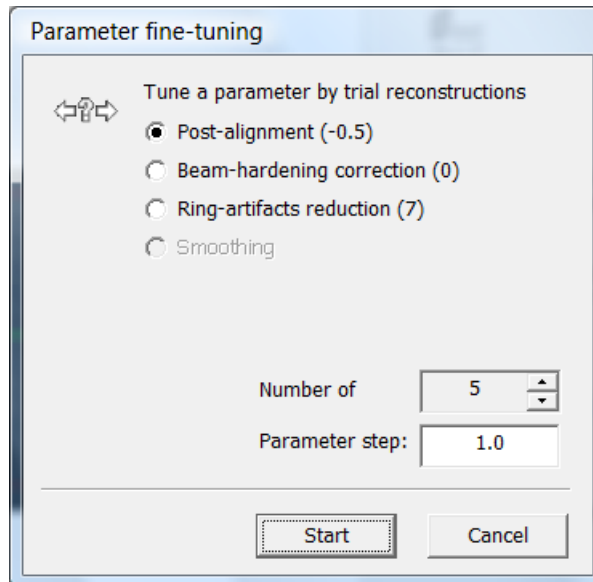 Parameter fine-tuning
Tune a parameter by trial reconstructions
Post-alignment (-0.5)
Beam-hardening correction (0)
Ring-artifacts reduction (7)
Smoothing
Number of 5
Parameter step: 1.0
Start Cancel